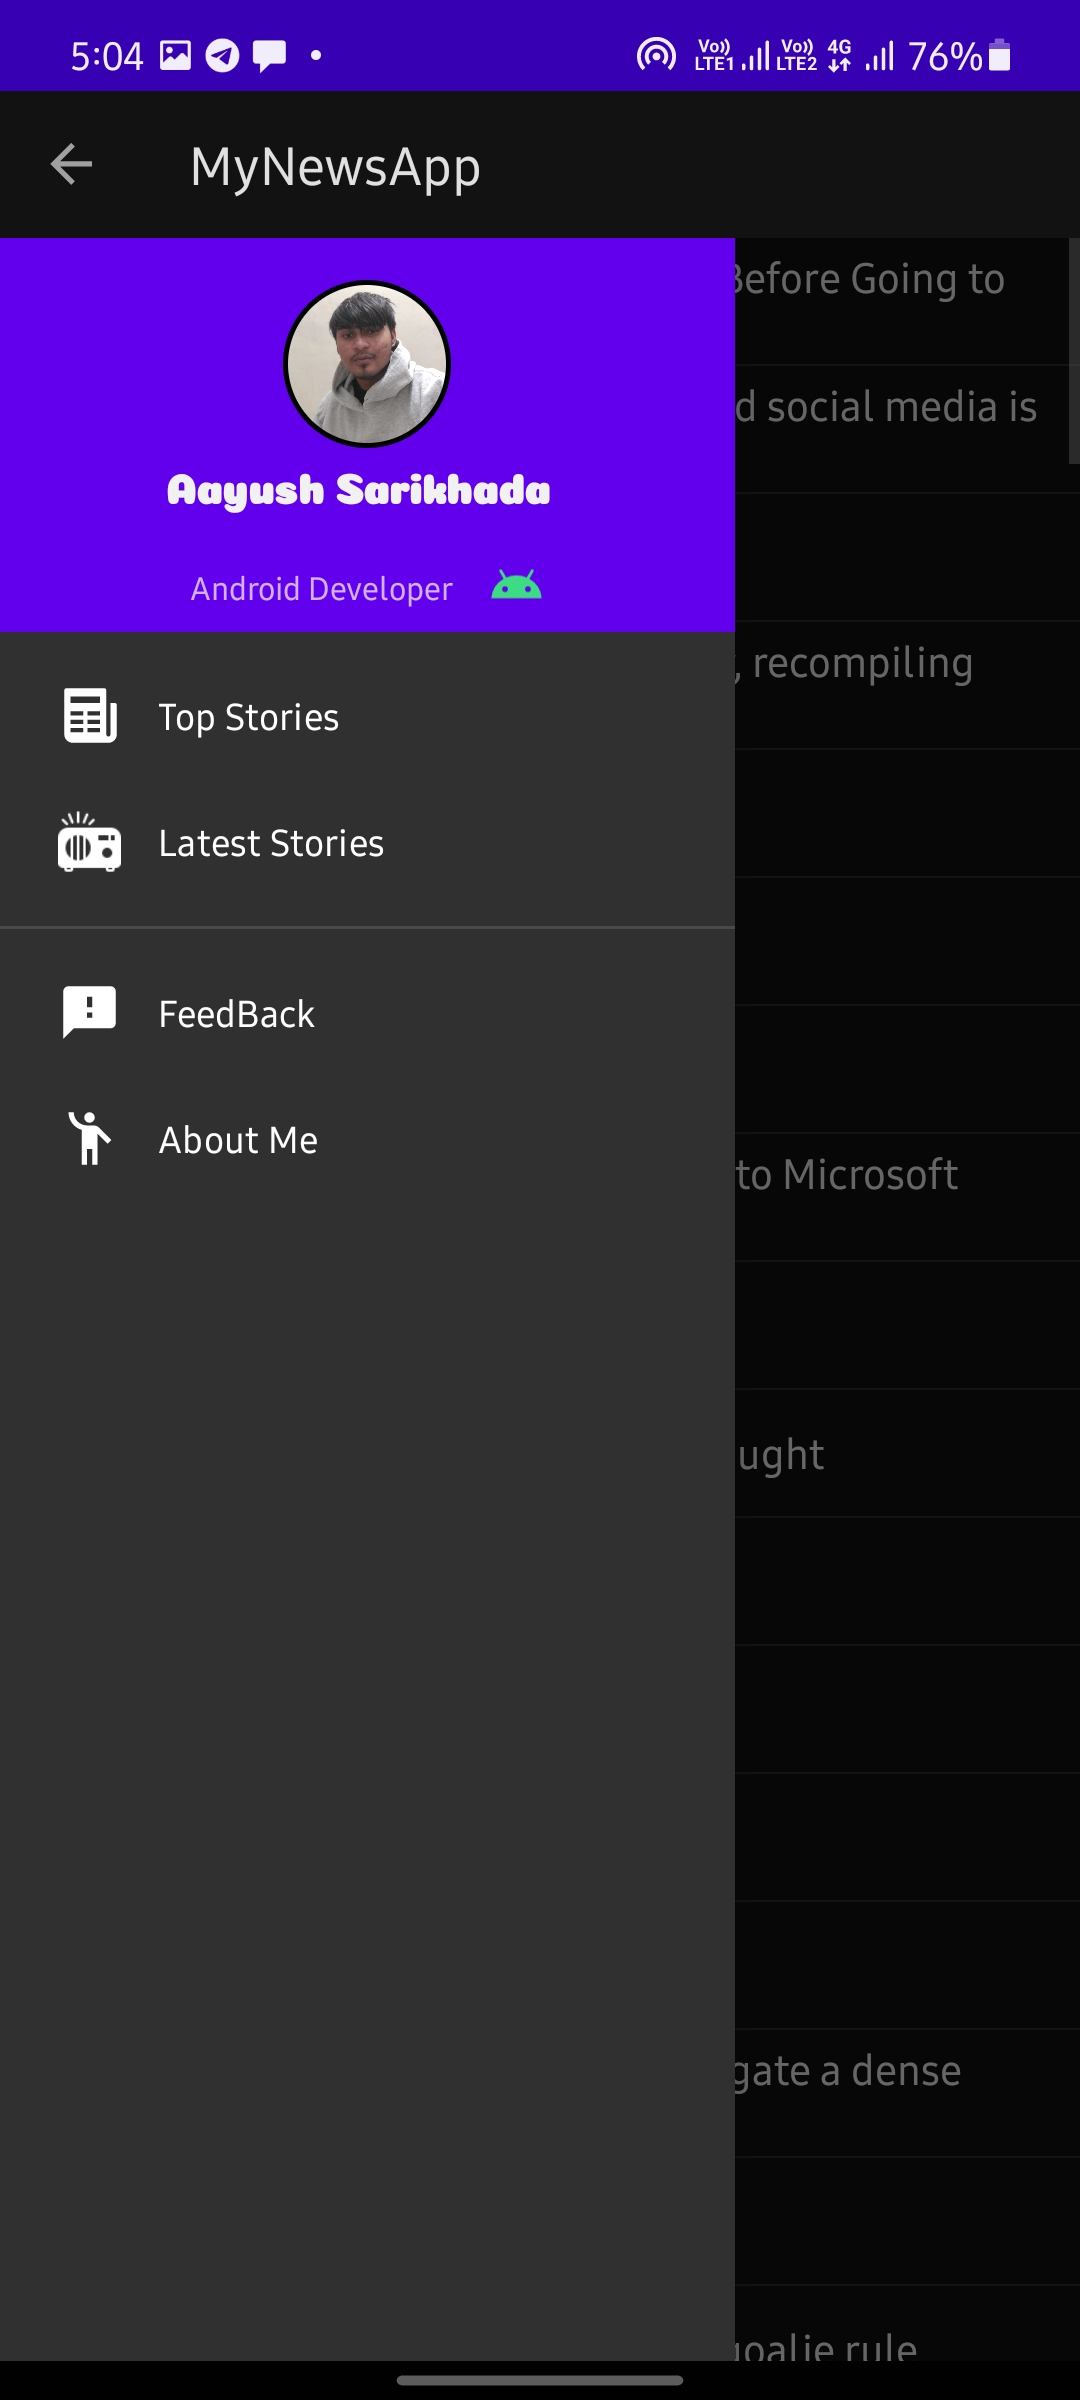 5:04
Vo)) LTE1 Vo)) LTE2 4G 76%
MyNewsApp
Before Going to
d social media is
Aayush Sarikhada
Android Developer
, recompiling
Top Stories
Latest Stories
FeedBack
About Me
to Microsoft
ught
gate a dense
goalie rule